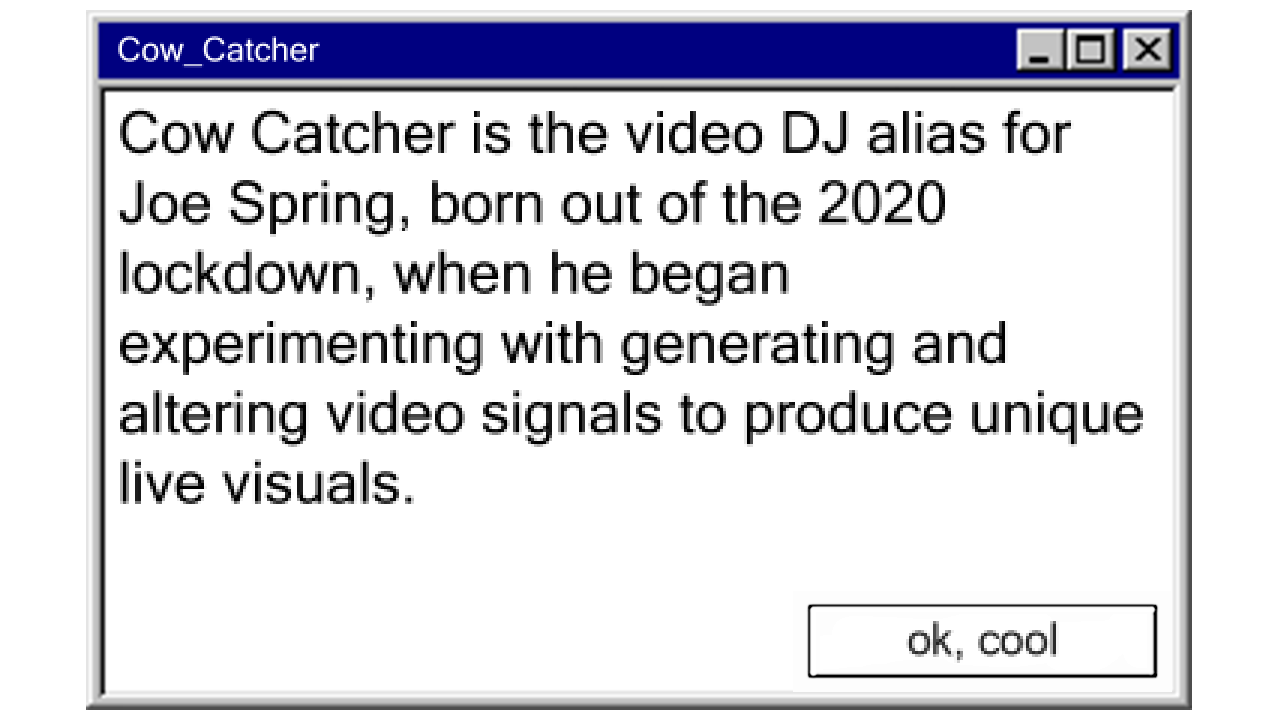 Cow_Catcher
Cow Catcher is the video DJ alias for
Joe Spring, born out of the 2020
lockdown, when he began
experimenting with generating and
altering video signals to produce unique
live visuals.
ok, cool